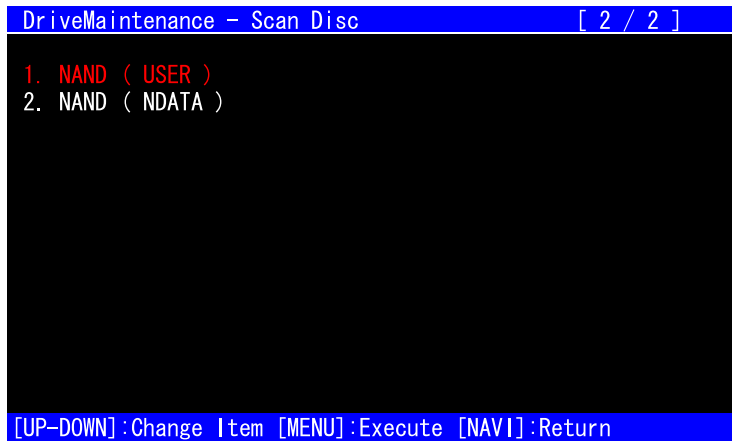 DriveMaintenance - Scan Disc [ 2 / 2 ]
1. NAND ( USER )
2. NAND ( NDATA )
[UP-DOWN]:Change Item [MENU]:Execute [NAVI]:Return